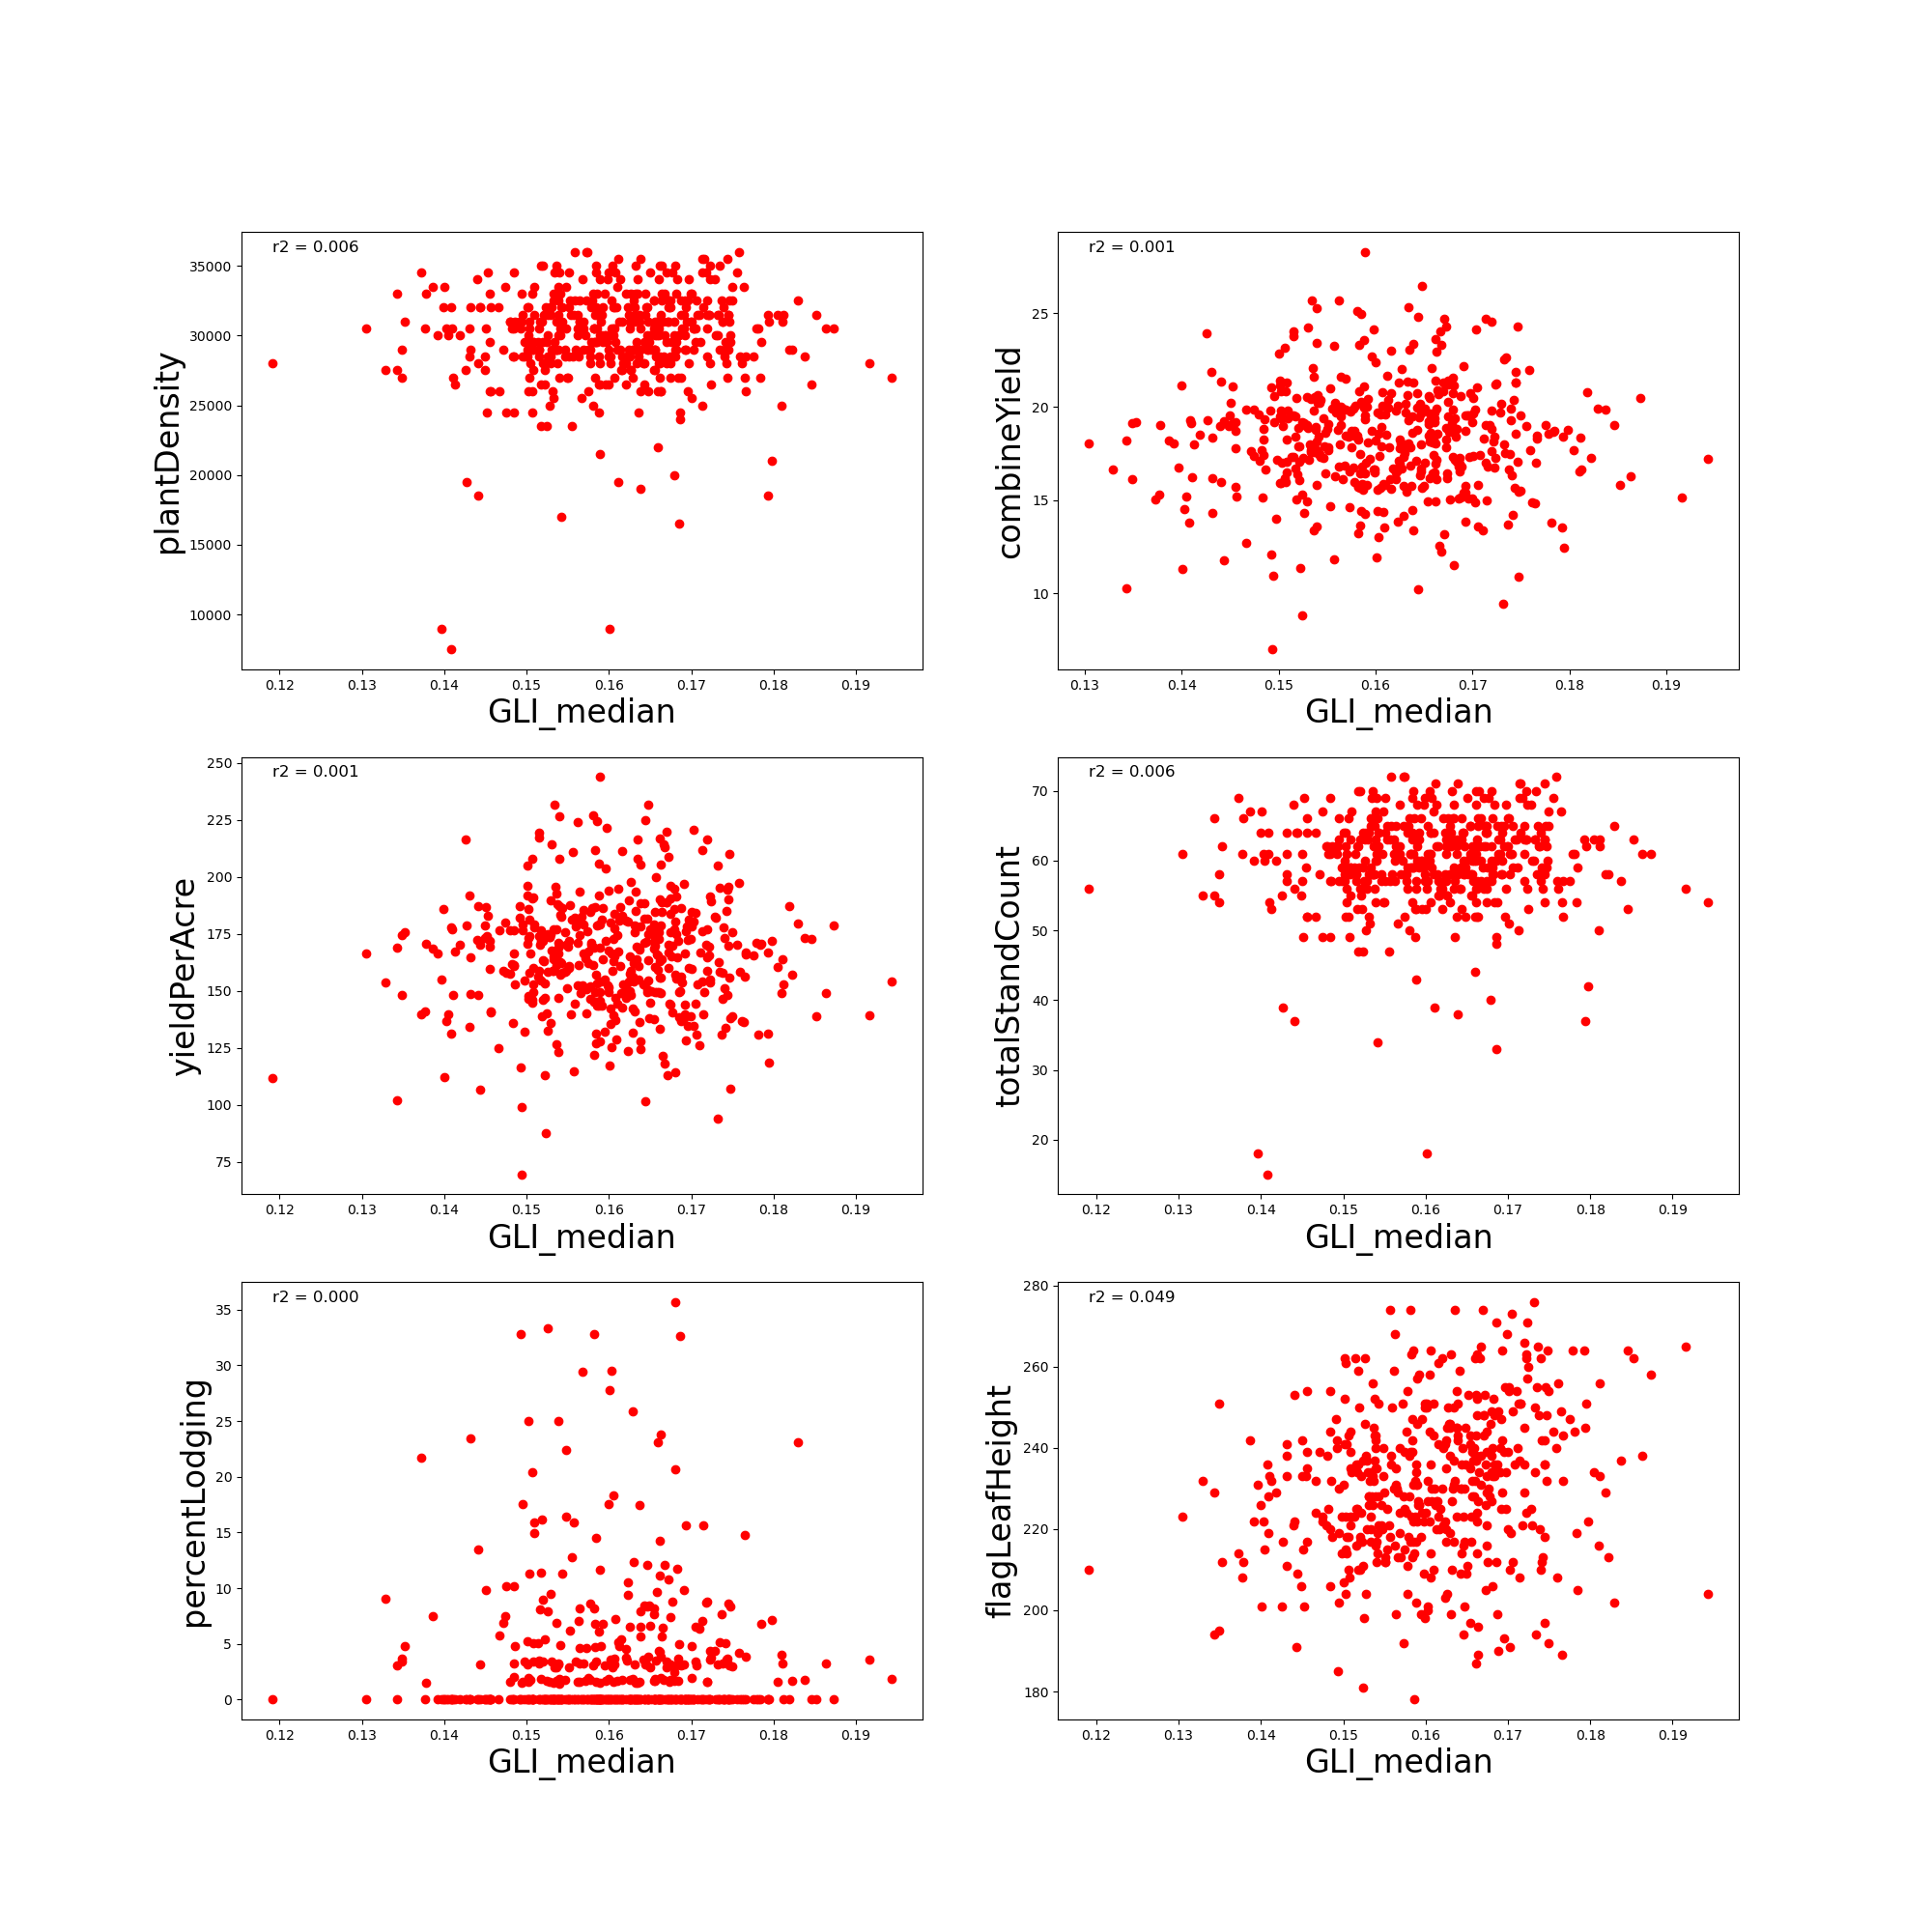 r2 = 0.006
35000
30000
25000
20000
15000
10000
plantDensity
0.12 0.13 0.14 0.15 0.16 0.17 0.18 0.19
GLI_median
r2 = 0.001
25
20
15
10
combineYield
0.13 0.14 0.15 0.16 0.17 0.18 0.19
GLI_median
r2 = 0.001
250
225
200
175
150
125
100
75
yieldPerAcre
0.12 0.13 0.14 0.15 0.16 0.17 0.18 0.19
GLI_median
r2 = 0.006
70
60
50
40
30
20
totalStandCount
0.12 0.13 0.14 0.15 0.16 0.17 0.18 0.19
GLI_median
r2 = 0.000
35
30
25
20
15
10
5
0
percentLodging
0.12 0.13 0.14 0.15 0.16 0.17 0.18 0.19
GLI_median
r2 = 0.049
280
260
240
220
200
180
flagLeafHeight
0.12 0.13 0.14 0.15 0.16 0.17 0.18 0.19
GLI_median